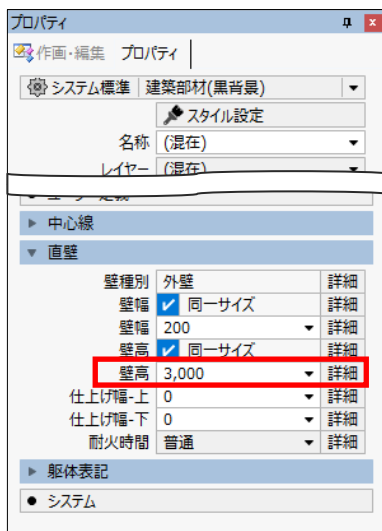 プロパティ
作画・編集 プロパティ
システム標準 建築部材(黒背景)
スタイル設定
名称 (混在)
レイヤー (混在)
中心線
直壁
壁種別 外壁 詳細
壁幅 同一サイズ
壁幅 200 詳細
壁高 同一サイズ 詳細
壁高 3,000 詳細
仕上げ幅-上 0 詳細
仕上げ幅-下 0 詳細
耐火時間 普通 詳細
躯体表記
システム